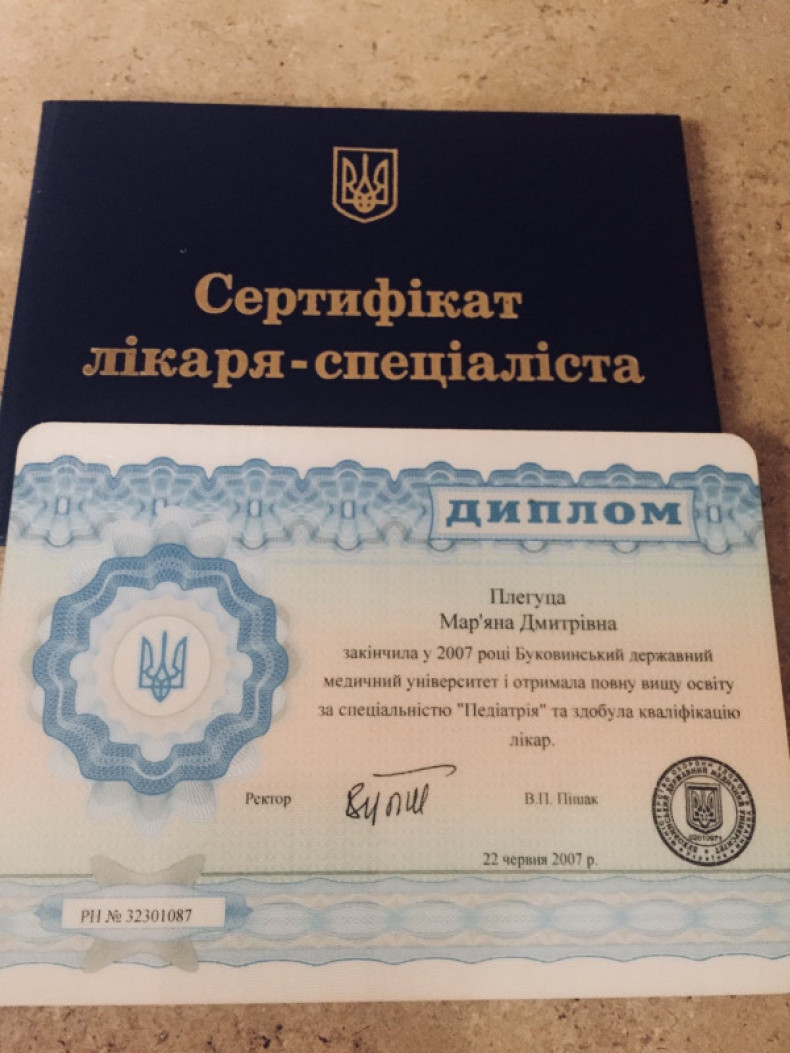 Сертифікат
лікаря-спеціаліста
ДИПЛОМ
Плегуца
Мар'яна Дмитрівна
закінчила у 2007 році Буковинський державний
медичний університет і отримала повну вищу освіту
за спеціальністю "Педіатрія" та здобула кваліфікацію
лікар.
Ректор
В.П. Пішак
22 червня 2007 р.
РН № 32301087